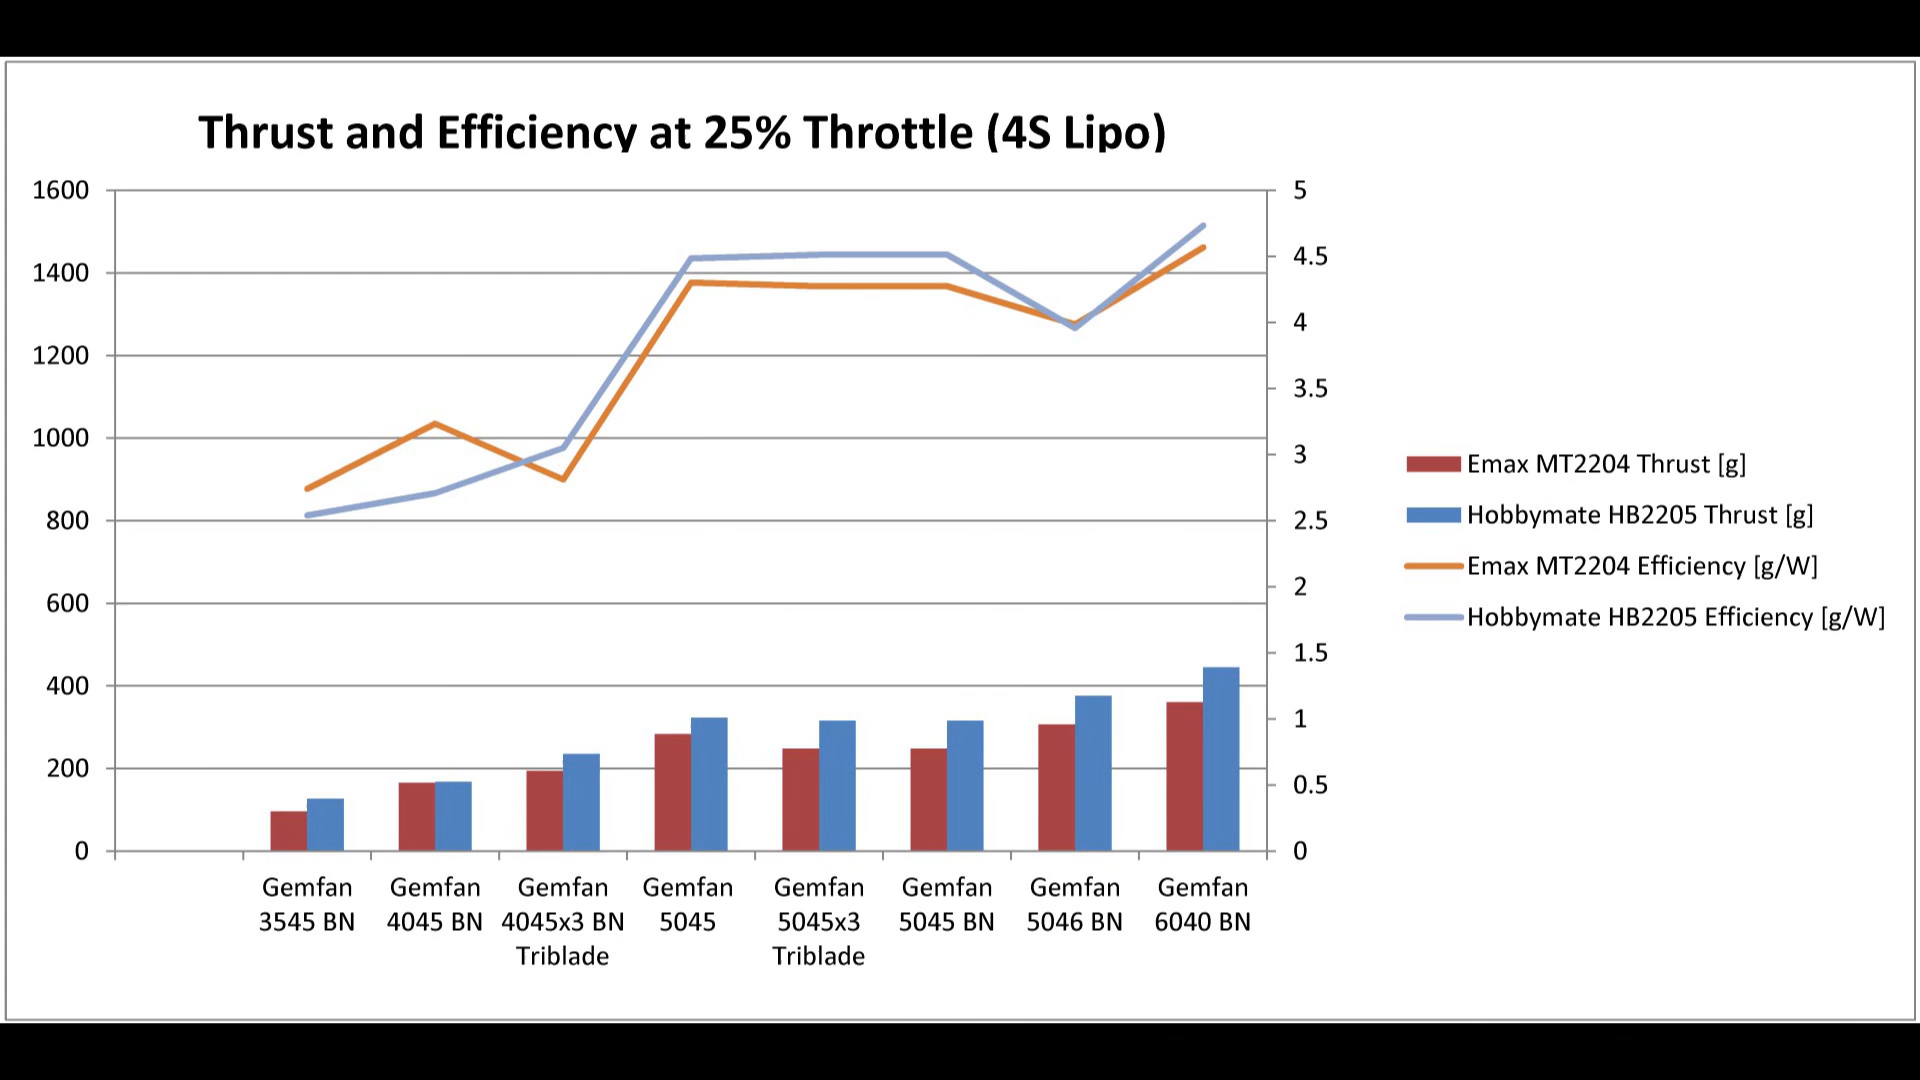 Thrust and Efficiency at 25% Throttle (4S Lipo)
1600
1400
1200
1000
800
600
400
200
0
5
4.5
4
3.5
3
2.5
2
1.5
1
0.5
0
Emax MT2204 Thrust [g]
Hobbymate HB2205 Thrust [g]
Emax MT2204 Efficiency [g/W]
Hobbymate HB2205 Efficiency [g/W]
Gemfan
3545 BN
Gemfan
4045 BN
Gemfan
4045x3 BN
Triblade
Gemfan
5045
Gemfan
5045x3
Triblade
Gemfan
5045 BN
Gemfan
5046 BN
Gemfan
6040 BN